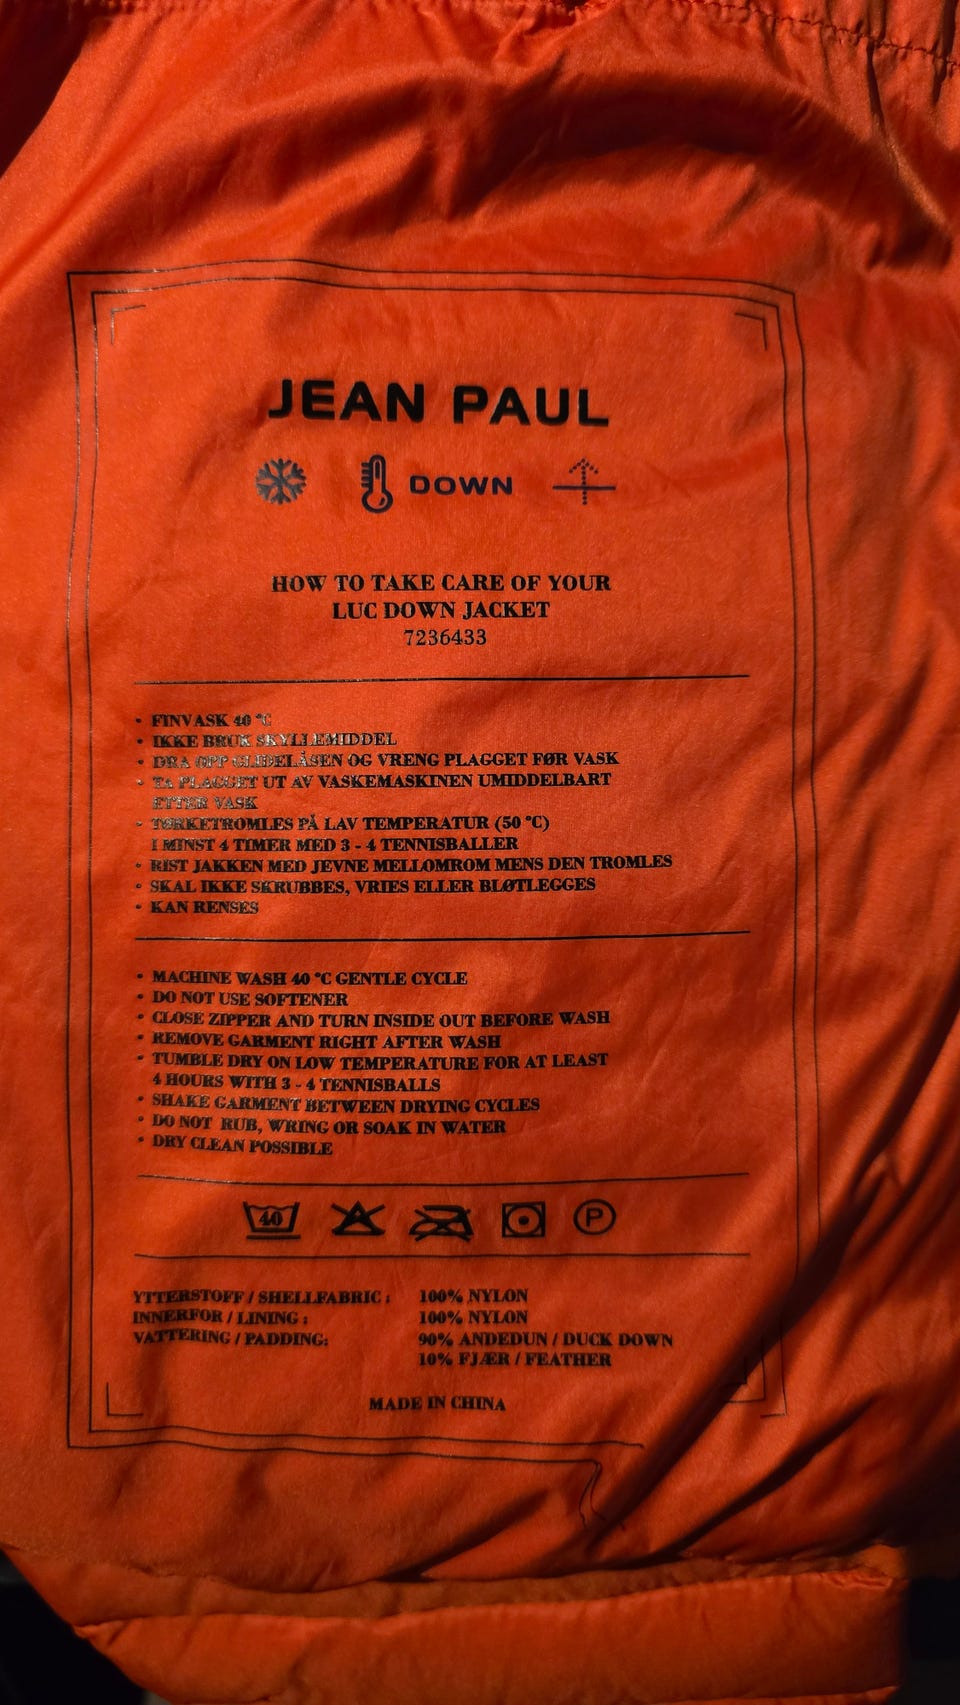 JEAN PAUL
DOWN
HOW TO TAKE CARE OF YOUR
LUC DOWN JACKET
7236433
• FINVASK 40 °C
• IKKE BRUK SKYLLEMIDDEL
• DRA OPP GLIDELÅSEN OG VRENG PLAGGET FØR VASK
• TA PLAGGET UT AV VASKEMASKINEN UMIDDELBART
ETTER VASK
• TØRKETROMLES PÅ LAV TEMPERATUR (50 °C)
I MINST 4 TIMER MED 3 - 4 TENNISBALLER
• RIST JAKKEN MED JEVNE MELLOMROM MENS DEN TROMLES
• SKAL IKKE SKRUBBES, VRIES ELLER BLØTLEGGES
• KAN RENSES
• MACHINE WASH 40 °C GENTLE CYCLE
• DO NOT USE SOFTENER
• CLOSE ZIPPER AND TURN INSIDE OUT BEFORE WASH
• REMOVE GARMENT RIGHT AFTER WASH
• TUMBLE DRY ON LOW TEMPERATURE FOR AT LEAST
4 HOURS WITH 3 - 4 TENNISBALLS
• SHAKE GARMENT BETWEEN DRYING CYCLES
• DO NOT RUB, WRING OR SOAK IN WATER
• DRY CLEAN POSSIBLE
40 P
YTTERSTOFF / SHELLFABRIC : 100% NYLON
INNERFOR / LINING : 100% NYLON
VATTERING / PADDING: 90% ANDEDUN / DUCK DOWN
10% FJÆR / FEATHER
MADE IN CHINA